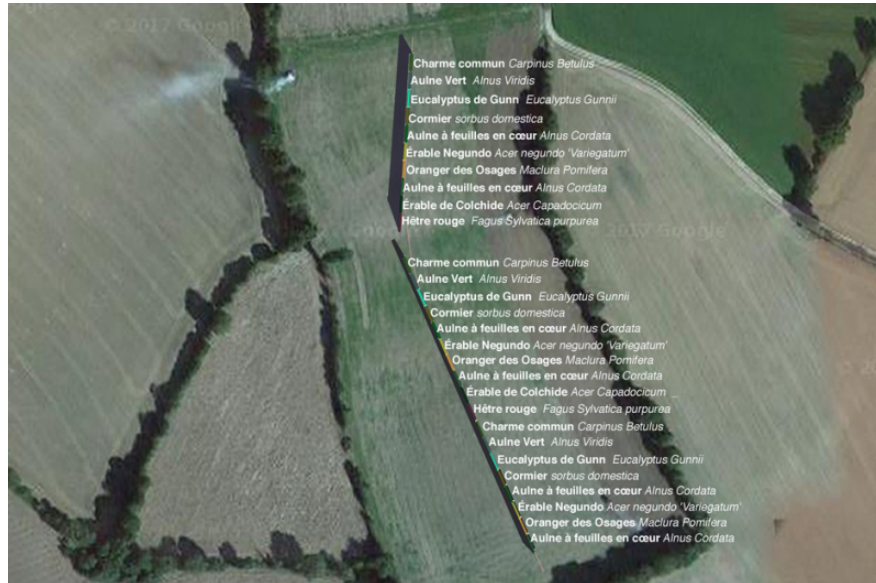 © 2017 Google
Charme commun Carpinus Betulus
Aulne Vert Alnus Viridis
Eucalyptus de Gunn Eucalyptus Gunnii
Cormier sorbus domestica
Aulne à feuilles en cœur Alnus Cordata
Érable Negundo Acer negundo 'Variegatum'
Oranger des Osages Maclura Pomifera
Aulne à feuilles en cœur Alnus Cordata
Érable de Colchide Acer Capadocicum
Hêtre rouge Fagus Sylvatica purpurea
2017 Google
Charme commun Carpinus Betulus
Aulne Vert Alnus Viridis
Eucalyptus de Gunn Eucalyptus Gunnii
Cormier sorbus domestica
Aulne à feuilles en cœur Alnus Cordata
Érable Negundo Acer negundo 'Variegatum'
Oranger des Osages Maclura Pomifera
Aulne à feuilles en cœur Alnus Cordata
Érable de Colchide Acer Capadocicum
Hêtre rouge Fagus Sylvatica purpurea
Charme commun Carpinus Betulus
Aulne Vert Alnus Viridis
Eucalyptus de Gunn Eucalyptus Gunnii
Cormier sorbus domestica
Aulne à feuilles en cœur Alnus Cordata
Érable Negundo Acer negundo 'Variegatum'
Oranger des Osages Maclura Pomifera
Aulne à feuilles en cœur Alnus Cordata